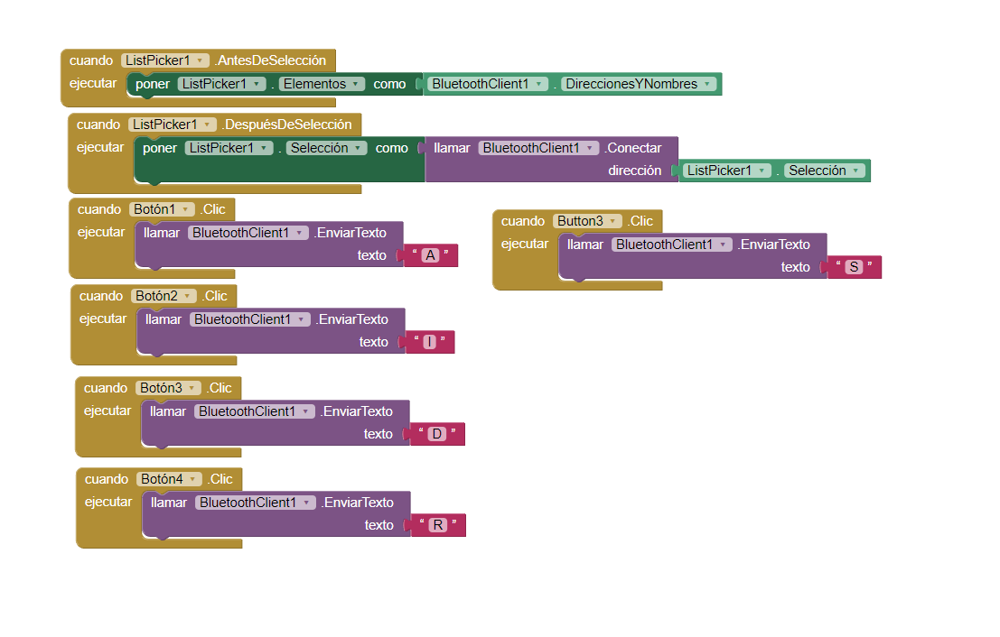 cuando ListPicker1 .AntesDeSelección
ejecutar poner ListPicker1 . Elementos como BluetoothClient1 . DireccionesYNombres
cuando ListPicker1 .DespuésDeSelección
ejecutar poner ListPicker1 . Selección como llamar BluetoothClient1 .Conectar
dirección ListPicker1 . Selección
cuando Botón1 .Clic
ejecutar llamar BluetoothClient1 .EnviarTexto
texto “ A ”
cuando Button3 .Clic
ejecutar llamar BluetoothClient1 .EnviarTexto
texto “ S ”
cuando Botón2 .Clic
ejecutar llamar BluetoothClient1 .EnviarTexto
texto “ I ”
cuando Botón3 .Clic
ejecutar llamar BluetoothClient1 .EnviarTexto
texto “ D ”
cuando Botón4 .Clic
ejecutar llamar BluetoothClient1 .EnviarTexto
texto “ R ”